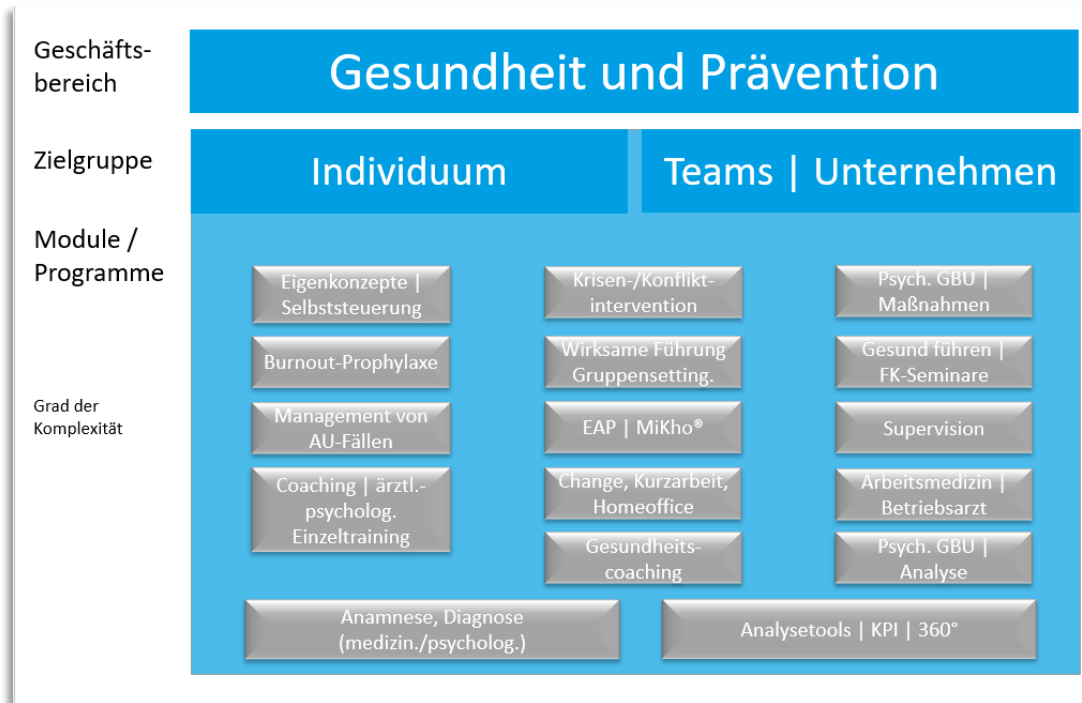 Geschäfts-
bereich
Gesundheit und Prävention
Zielgruppe
Individuum
Teams | Unternehmen
Module /
Programme
Eigenkonzepte |
Selbststeuerung
Krisen-/Konflikt-
intervention
Psych. GBU |
Maßnahmen
Burnout-Prophylaxe
Wirksame Führung
Gruppensetting.
Gesund führen |
FK-Seminare
Grad der
Komplexität
Management von
AU-Fällen
EAP | MiKho®
Supervision
Coaching | ärztl.-
psycholog.
Einzeltraining
Change, Kurzarbeit,
Homeoffice
Arbeitsmedizin |
Betriebsarzt
Gesundheits-
coaching
Psych. GBU |
Analyse
Anamnese, Diagnose
(medizin./psycholog.)
Analysetools | KPI | 360°